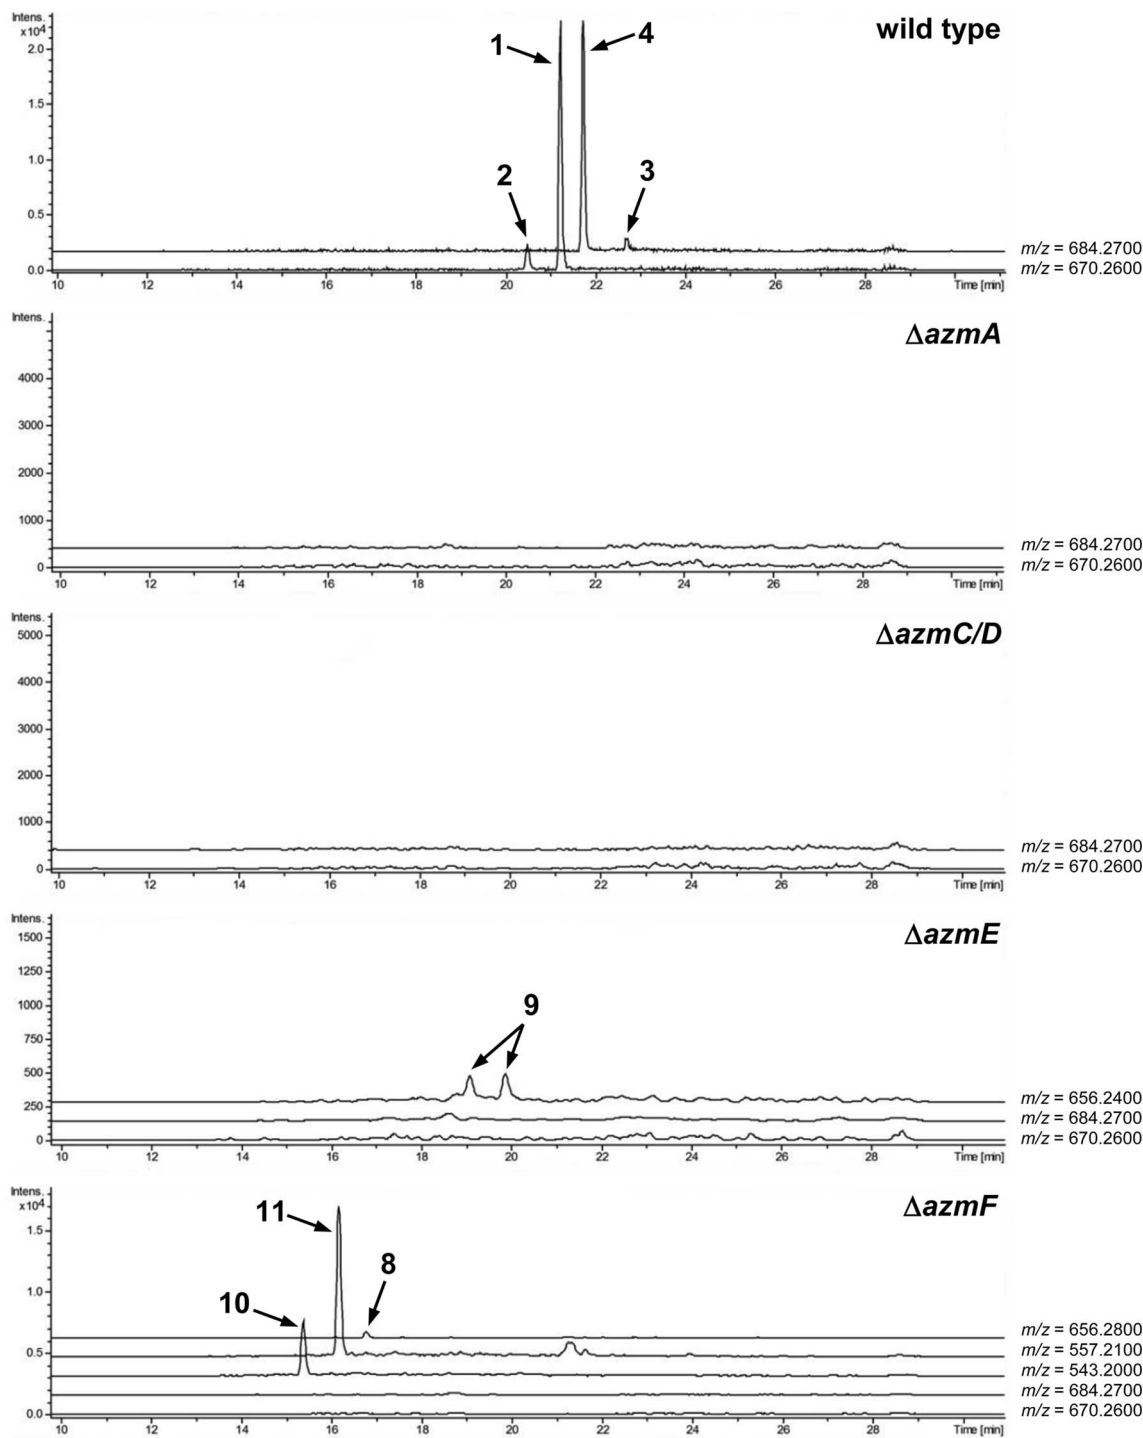 Intens.
x10⁴
wild type
1
4
2.0
1.5
1.0
2
3
0.5
m/z = 684.2700
0.0
m/z = 670.2600
10 12 14 16 18 20 22 24 26 28 Time [min]
Intens.
ΔazmA
4000
3000
2000
1000
m/z = 684.2700
0
m/z = 670.2600
10 12 14 16 18 20 22 24 26 28 Time [min]
Intens.
ΔazmC/D
5000
4000
3000
2000
1000
m/z = 684.2700
0
m/z = 670.2600
10 12 14 16 18 20 22 24 26 28 Time [min]
Intens.
ΔazmE
1500
1250
1000
9
750
500
m/z = 656.2400
250
m/z = 684.2700
0
m/z = 670.2600
10 12 14 16 18 20 22 24 26 28 Time [min]
Intens.
x10⁴
ΔazmF
11
1.5
8
1.0
10
m/z = 656.2800
0.5
m/z = 557.2100
m/z = 543.2000
m/z = 684.2700
0.0
m/z = 670.2600
10 12 14 16 18 20 22 24 26 28 Time [min]